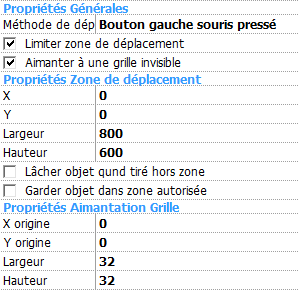 Propriétés Générales
Méthode de dép Bouton gauche souris pressé
Limiter zone de déplacement
Aimanter à une grille invisible
Propriétés Zone de déplacement
X 0
Y 0
Largeur 800
Hauteur 600
Lâcher objet qund tiré hors zone
Garder objet dans zone autorisée
Propriétés Aimantation Grille
X origine 0
Y origine 0
Largeur 32
Hauteur 32